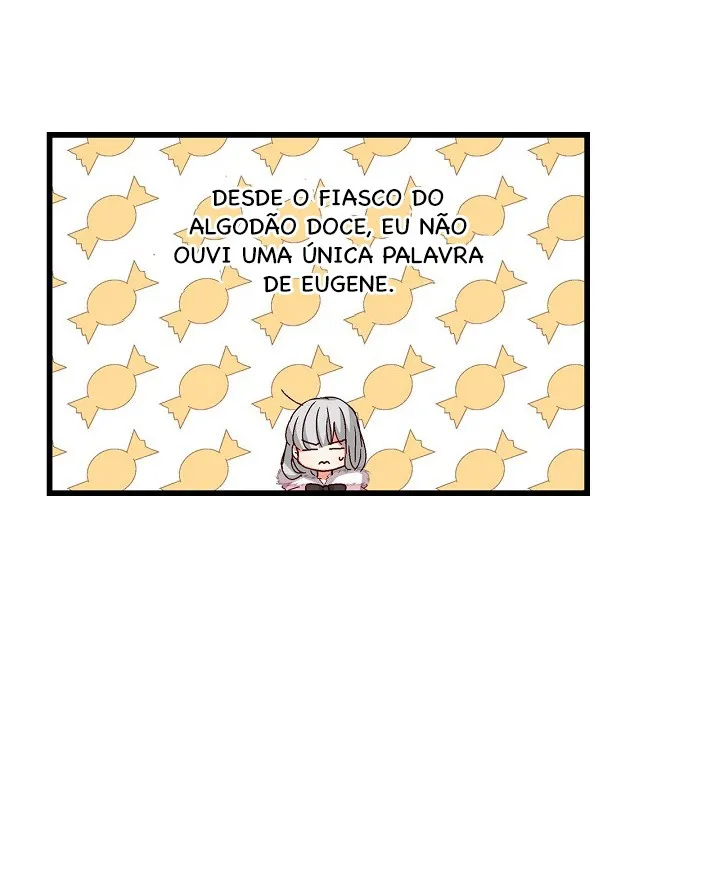 DESDE O FIASCO DO
ALGODÃO DOCE, EU NÃO
OUVI UMA ÚNICA PALAVRA
DE EUGENE.